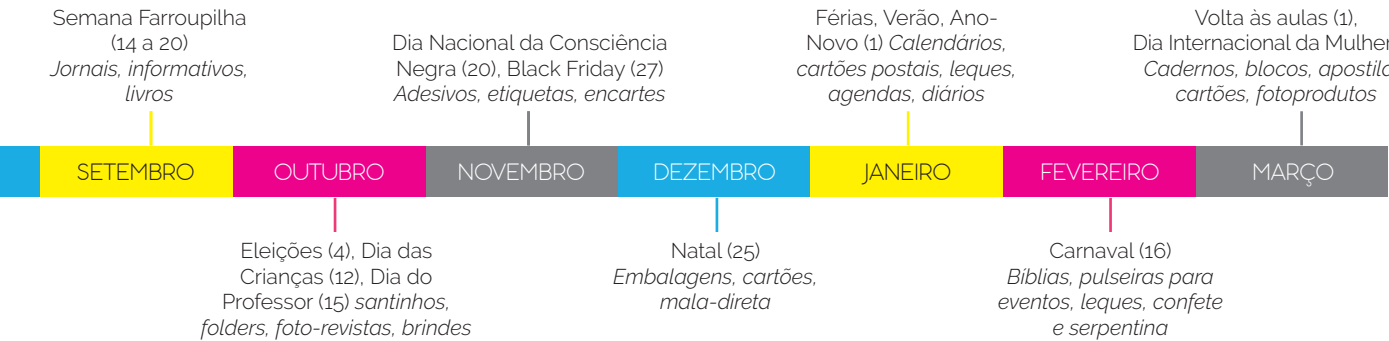 Semana Farroupilha
(14 a 20)
Jornais, informativos,
livros
Dia Nacional da Consciência
Negra (20), Black Friday (27)
Adesivos, etiquetas, encartes
Férias, Verão, Ano-
Novo (1) Calendários,
cartões postais, leques,
agendas, diários
Volta às aulas (1),
Dia Internacional da Mulher
Cadernos, blocos,
cartões, fotoprodutos
SETEMBRO
OUTUBRO
NOVEMBRO
DEZEMBRO
JANEIRO
FEVEREIRO
MARÇO
Eleições (4), Dia das
Crianças (12), Dia do
Professor (15) santinhos,
folders, foto-revistas, brindes
Natal (25)
Embalagens, cartões,
mala-direta
Carnaval (16)
Bíblias, pulseiras para
eventos, leques, confete
e serpentina